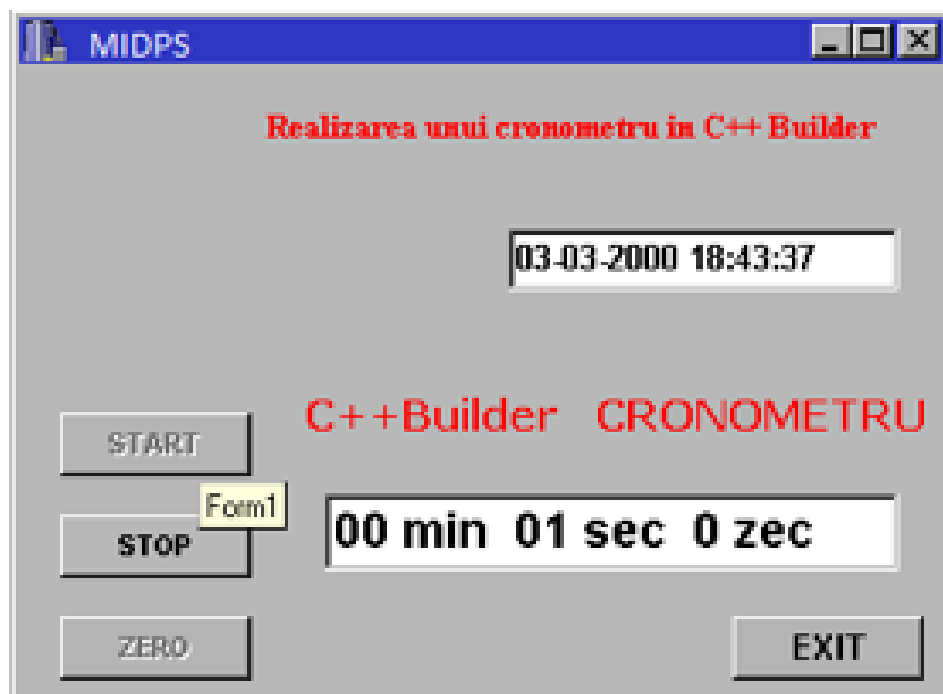 MIDPS
Realizarea unui cronometru in C++ Builder
03-03-2000 18:43:37
C++Builder CRONOMETRU
START
Form1
STOP
00 min 01 sec 0 zec
ZERO
EXIT